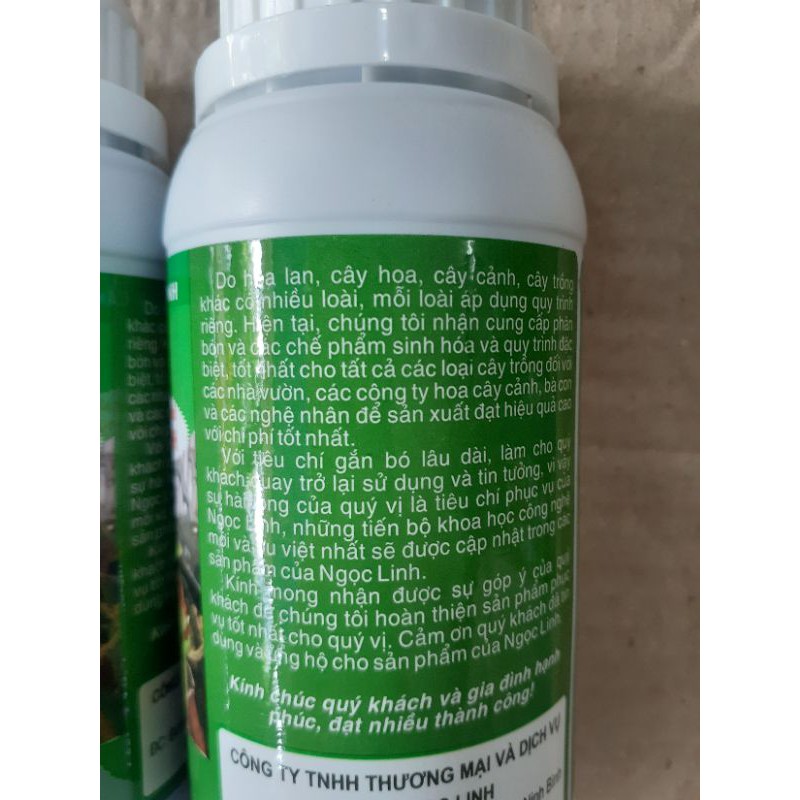 Do hoa lan, cây hoa, cây cảnh, cây trồng
khác có nhiều loài, mỗi loài áp dụng quy trình
riêng. Hiện tại, chúng tôi nhận cung cấp phân
bón và các chế phẩm sinh hóa và quy trình đặc
biệt, tốt nhất cho tất cả các loại cây trồng đối với
các nhà vườn, các công ty hoa cây cảnh, bà con
và các nghệ nhân để sản xuất đạt hiệu quả cao
với chi phí tốt nhất.
Với tiêu chí gắn bó lâu dài, làm cho quý
khách quay trở lại sử dụng và tin tưởng, vì vậy
sự hài lòng của quý vị là tiêu chí phục vụ của
Ngọc Linh, những tiến bộ khoa học công nghệ
mới và ưu việt nhất sẽ được cập nhật trong các
sản phẩm của Ngọc Linh.
Kính mong nhận được sự góp ý của quý
khách để chúng tôi hoàn thiện sản phẩm phục
vụ tốt nhất cho quý vị. Cảm ơn quý khách đã tin
dùng và ủng hộ cho sản phẩm của Ngọc Linh.
Kính chúc quý khách và gia đình hạnh
phúc, đạt nhiều thành công!
CÔNG TY TNHH THƯƠNG MẠI VÀ DỊCH VỤ
LINH
Ninh Bình